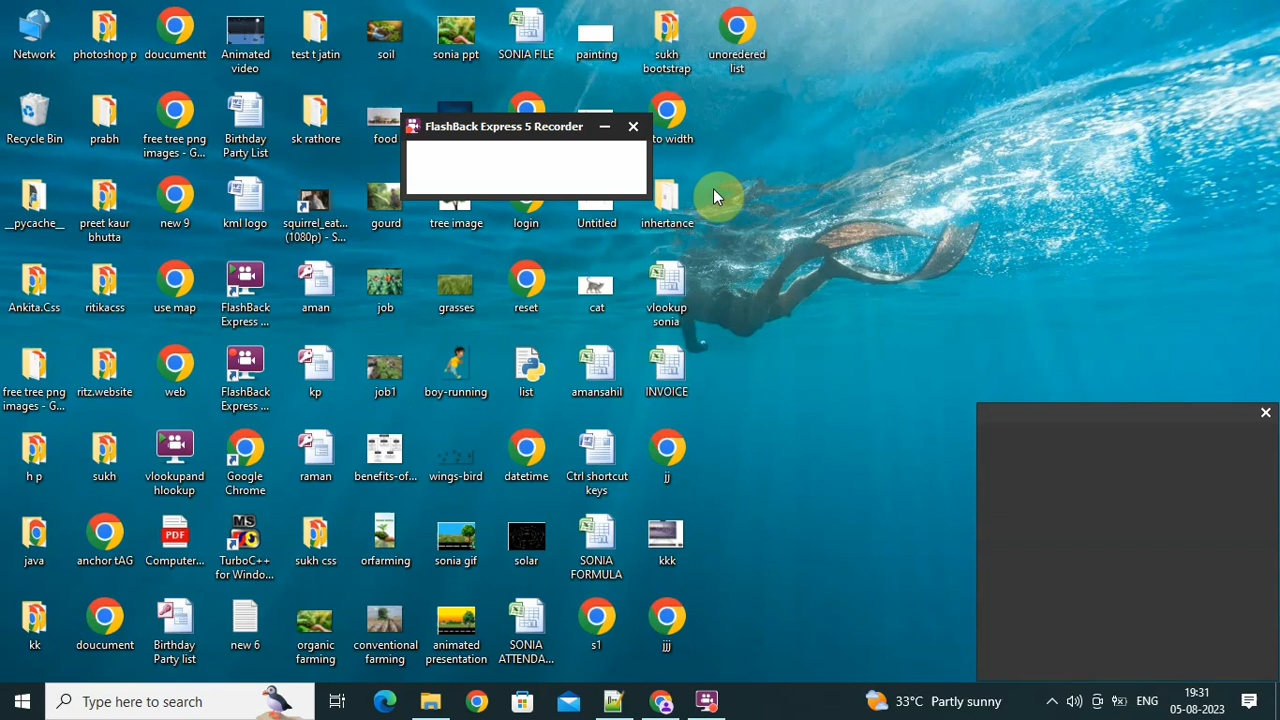 Network
photoshop p
doucumentt
Animated
video
test t jatin
soil
sonia ppt
SONIA FILE
painting
sukh
bootstrap
unoredered
list
FlashBack Express 5 Recorder
Recycle Bin
prabh
free tree png
images - G...
Birthday
Party List
sk rathore
food
to width
__pycache__
preet kaur
bhutta
new 9
kml logo
squirrel_eat...
(1080p) - S...
gourd
tree image
login
Untitled
inhertance
Ankita.Css
ritikacss
use map
FlashBack
Express ...
aman
job
grasses
reset
cat
vlookup
sonia
free tree png
images - G...
ritz.website
web
FlashBack
Express ...
kp
job1
boy-running
list
amansahil
INVOICE
h p
sukh
vlookupand
hlookup
Google
Chrome
raman
benefits-of...
wings-bird
datetime
Ctrl shortcut
keys
jj
java
anchor tAG
PDF
Computer...
MS
TurboC++
for Windo...
sukh css
orfarming
sonia gif
solar
SONIA
FORMULA
kkk
kk
doucument
Birthday
Party list
new 6
organic
farming
conventional
farming
animated
presentation
SONIA
ATTENDA...
s1
jjj
Type here to search
33°C Partly sunny
ENG
19:31
05-08-2023